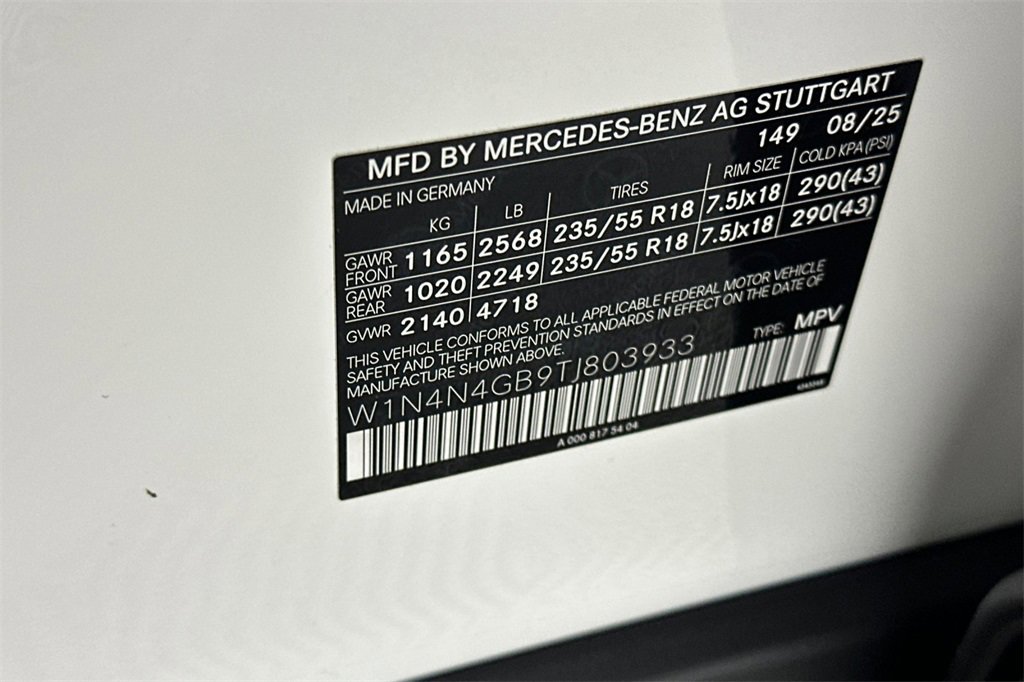 MFD BY MERCEDES-BENZ AG STUTTGART
MADE IN GERMANY 149 08/25
KG LB TIRES RIM SIZE COLD KPA (PSI)
GAWR FRONT 1165 2568 235/55 R18 7.5Jx18 290(43)
GAWR REAR 1020 2249 235/55 R18 7.5Jx18 290(43)
GVWR 2140 4718
THIS VEHICLE CONFORMS TO ALL APPLICABLE FEDERAL MOTOR VEHICLE
SAFETY AND THEFT PREVENTION STANDARDS IN EFFECT ON THE DATE OF
MANUFACTURE SHOWN ABOVE. TYPE: MPV
W1N4N4GB9TJ803933
A 000 817 54 04